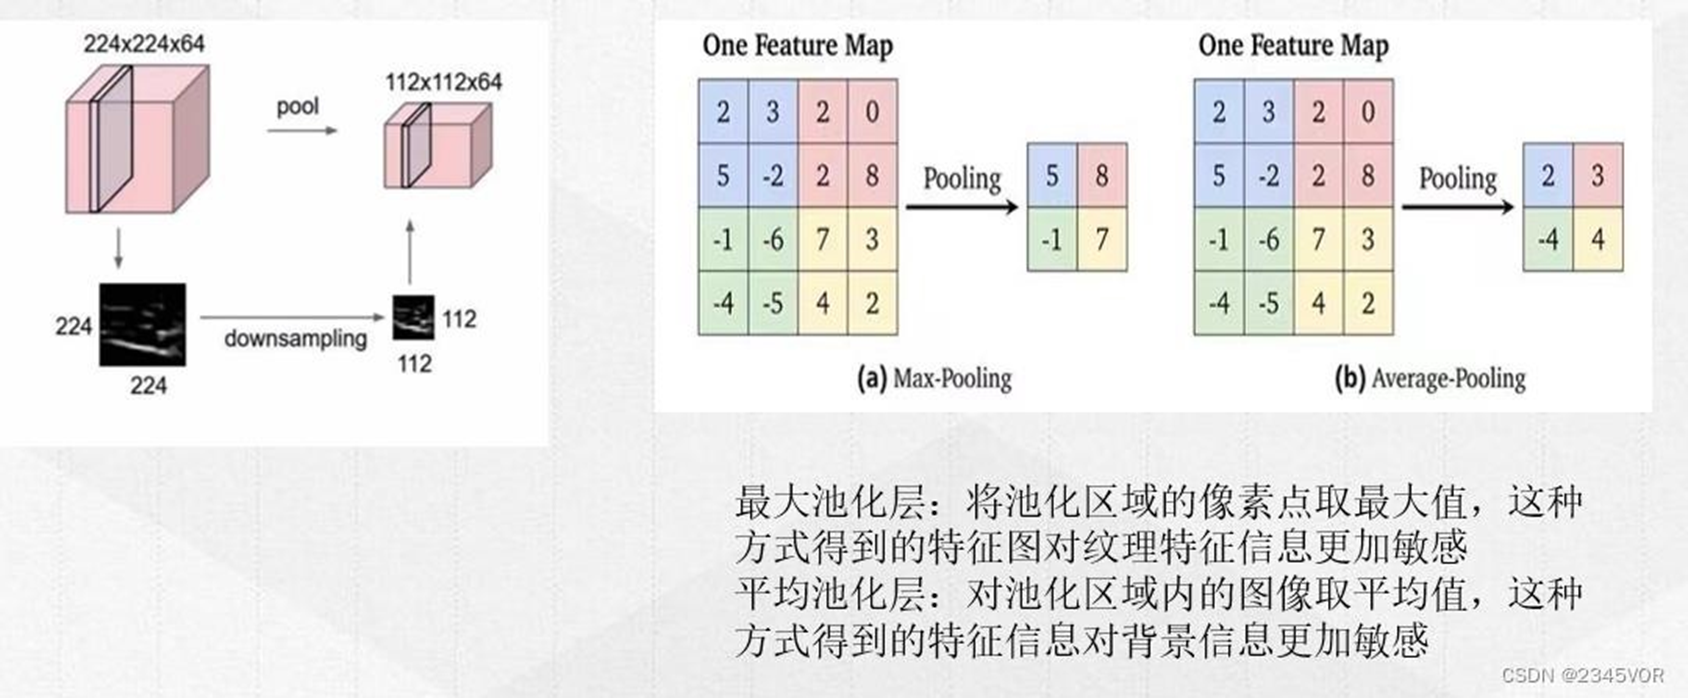 224x224x64
pool
112x112x64
224
224
downsampling
112
112
One Feature Map
2 3 2 0
5 -2 2 8
-1 -6 7 3
-4 -5 4 2
Pooling
5 8
-1 7
(a) Max-Pooling
One Feature Map
2 3 2 0
5 -2 2 8
-1 -6 7 3
-4 -5 4 2
Pooling
2 3
-4 4
(b) Average-Pooling
最大池化层：将池化区域的像素点取最大值，这种
方式得到的特征图对纹理特征信息更加敏感
平均池化层：对池化区域内的图像取平均值，这种
方式得到的特征信息对背景信息更加敏感
CSDN @2345VOR